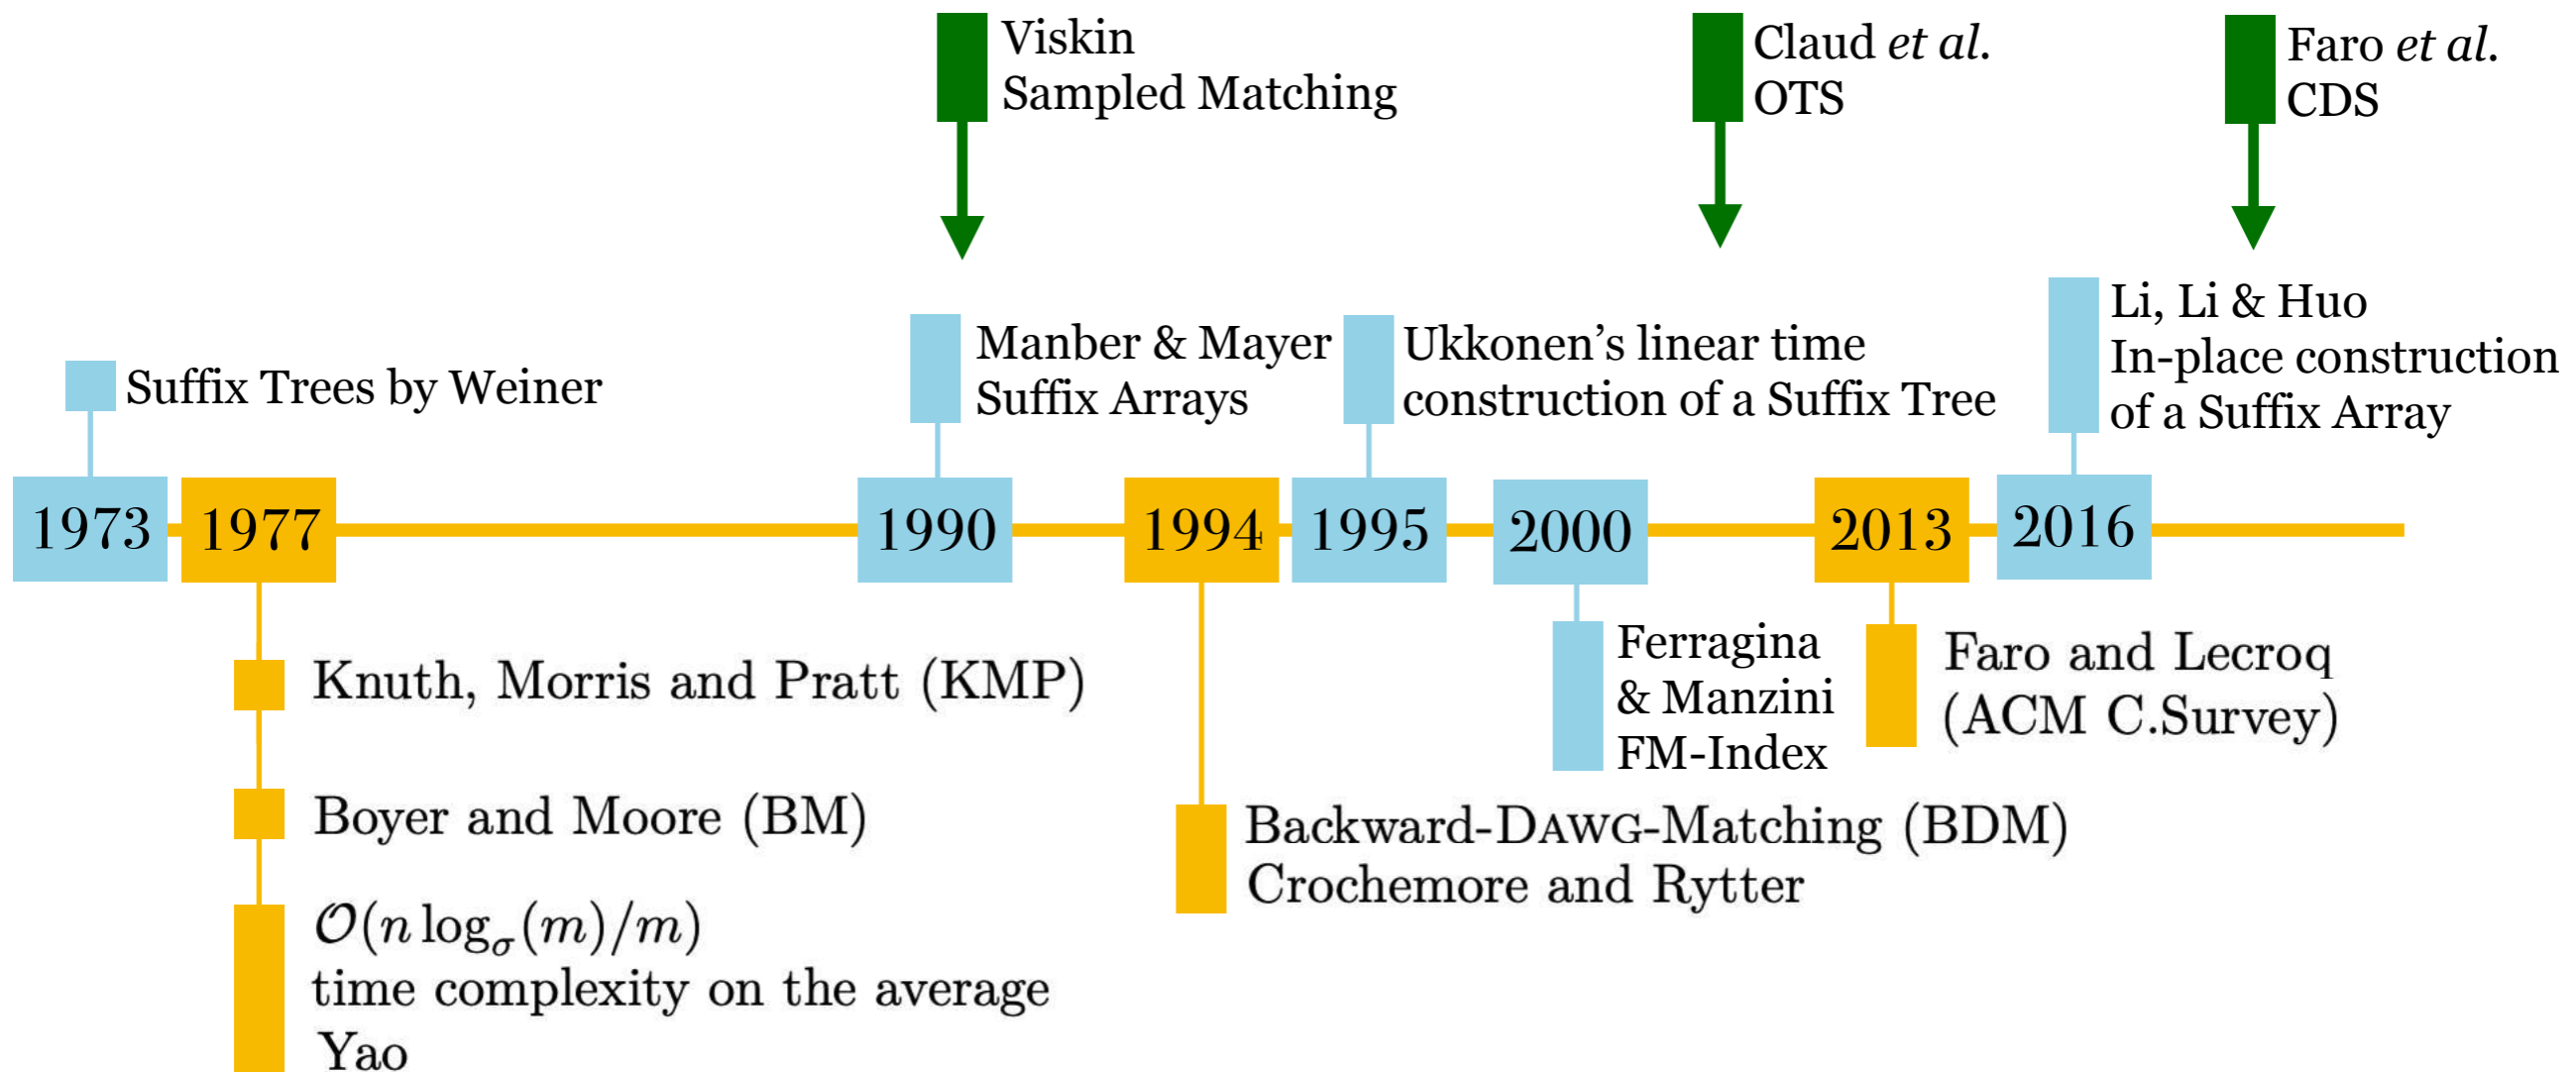 Viskin
Sampled Matching
Claud et al.
OTS
Faro et al.
CDS
Suffix Trees by Weiner
Manber & Mayer
Suffix Arrays
Ukkonen’s linear time
construction of a Suffix Tree
Li, Li & Huo
In-place construction
of a Suffix Array
1973
1977
1990
1994
1995
2000
2013
2016
Knuth, Morris and Pratt (KMP)
Boyer and Moore (BM)
𝒪(n log_σ(m)/m)
time complexity on the average
Yao
Backward-DAWG-Matching (BDM)
Crochemore and Rytter
Ferragina
& Manzini
FM-Index
Faro and Lecroq
(ACM C.Survey)